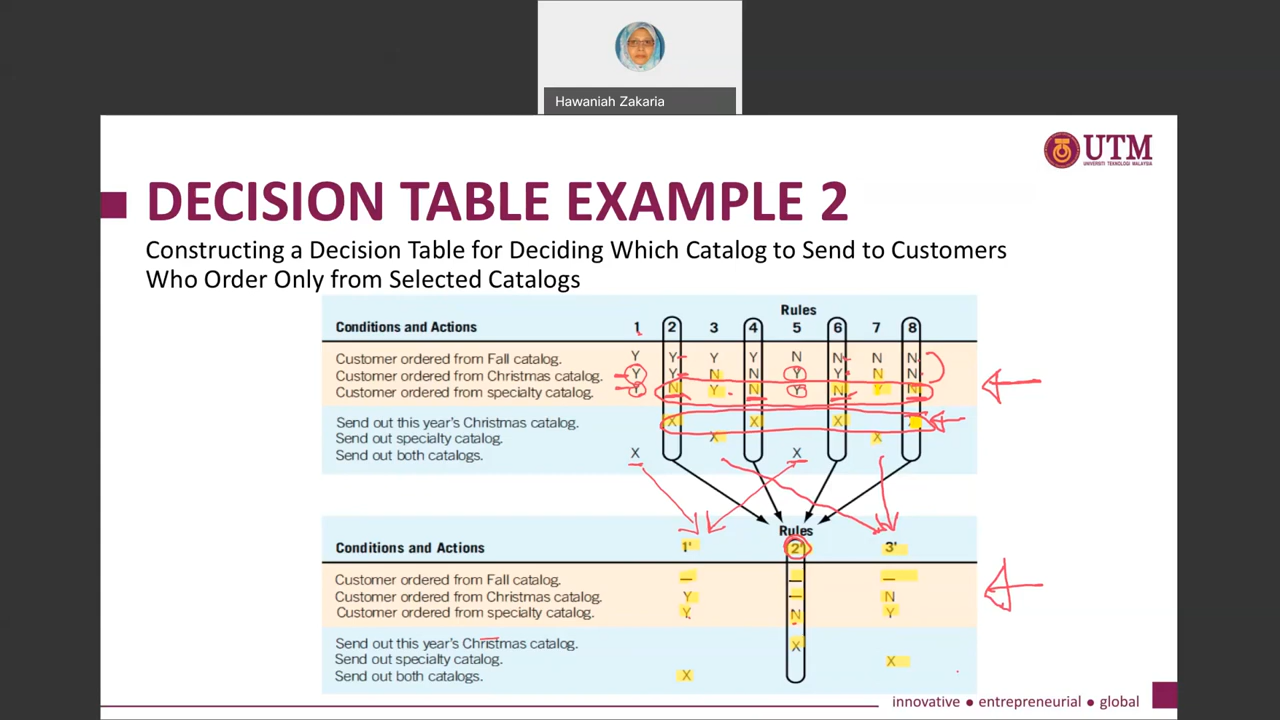 Hawaniah Zakaria
UTM
UNIVERSITI TEKNOLOGI MALAYSIA
DECISION TABLE EXAMPLE 2
Constructing a Decision Table for Deciding Which Catalog to Send to Customers
Who Order Only from Selected Catalogs
Rules
Conditions and Actions 1 2 3 4 5 6 7 8
Customer ordered from Fall catalog. Y Y Y Y N N N N
Customer ordered from Christmas catalog. Y Y N N Y Y N N
Customer ordered from specialty catalog. Y N Y N Y N Y N
Send out this year's Christmas catalog. X X X X
Send out specialty catalog. X X
Send out both catalogs. X X
Rules
Conditions and Actions 1' 2' 3'
Customer ordered from Fall catalog. — — —
Customer ordered from Christmas catalog. Y — N
Customer ordered from specialty catalog. Y N Y
Send out this year's Christmas catalog. X
Send out specialty catalog. X
Send out both catalogs. X
innovative ● entrepreneurial ● global